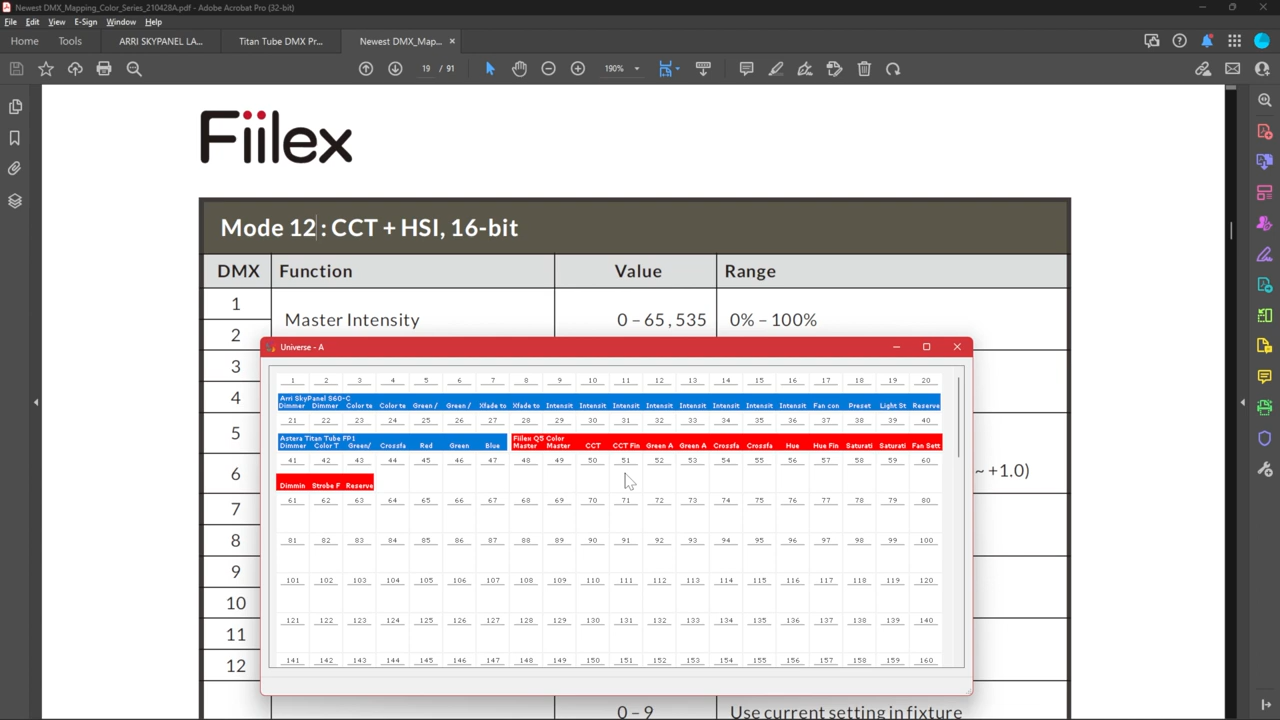 Newest DMX_Mapping_Color_Series_210428A.pdf - Adobe Acrobat Pro (32-bit)
File Edit View E-Sign Window Help
Home Tools ARRI SKYPANEL LA... Titan Tube DMX Pr... Newest DMX_Map... ×
19 / 91 190%
Fiilex
Mode 12 : CCT + HSI, 16-bit
DMX Function Value Range
1
Master Intensity 0 – 65,535 0% – 100%
2
3
4
5
6 ~ +1.0)
7
8
9
10
11
12
0 – 9 Use current setting in fixture
Universe - A
1 2 3 4 5 6 7 8 9 10 11 12 13 14 15 16 17 18 19 20
Arri SkyPanel S60-C
Dimmer Dimmer Color te Color te Green / Green / Xfade to Xfade to Intensit Intensit Intensit Intensit Intensit Intensit Intensit Intensit Fan con Preset Light St Reserve
21 22 23 24 25 26 27 28 29 30 31 32 33 34 35 36 37 38 39 40
Astera Titan Tube FP1 Fiilex Q5 Color
Dimmer Color T Green/ Crossfa Red Green Blue Master Master CCT CCT Fin Green A Green A Crossfa Crossfa Hue Hue Fin Saturati Saturati Fan Sett
41 42 43 44 45 46 47 48 49 50 51 52 53 54 55 56 57 58 59 60
Dimmin Strobe F Reserve
61 62 63 64 65 66 67 68 69 70 71 72 73 74 75 76 77 78 79 80
81 82 83 84 85 86 87 88 89 90 91 92 93 94 95 96 97 98 99 100
101 102 103 104 105 106 107 108 109 110 111 112 113 114 115 116 117 118 119 120
121 122 123 124 125 126 127 128 129 130 131 132 133 134 135 136 137 138 139 140
141 142 143 144 145 146 147 148 149 150 151 152 153 154 155 156 157 158 159 160